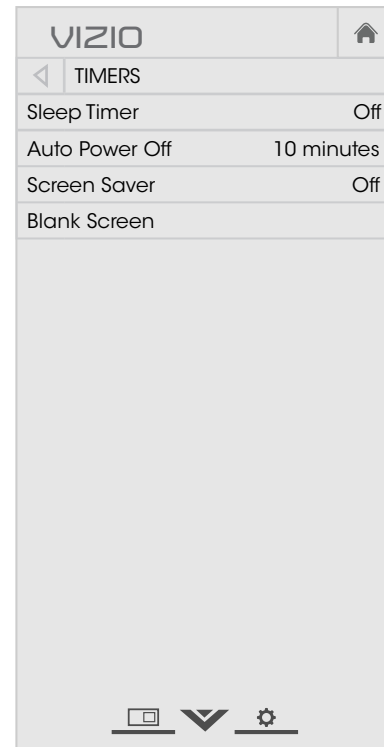 VIZIO
TIMERS
Sleep Timer Off
Auto Power Off 10 minutes
Screen Saver Off
Blank Screen